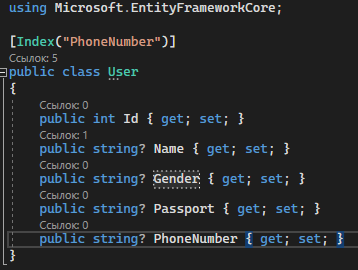 using Microsoft.EntityFrameworkCore;
[Index("PhoneNumber")]
Ссылок: 5
public class User
{
Ссылок: 0
public int Id { get; set; }
Ссылок: 1
public string? Name { get; set; }
Ссылок: 0
public string? Gender { get; set; }
Ссылок: 0
public string? Passport { get; set; }
Ссылок: 0
public string? PhoneNumber { get; set; }
}